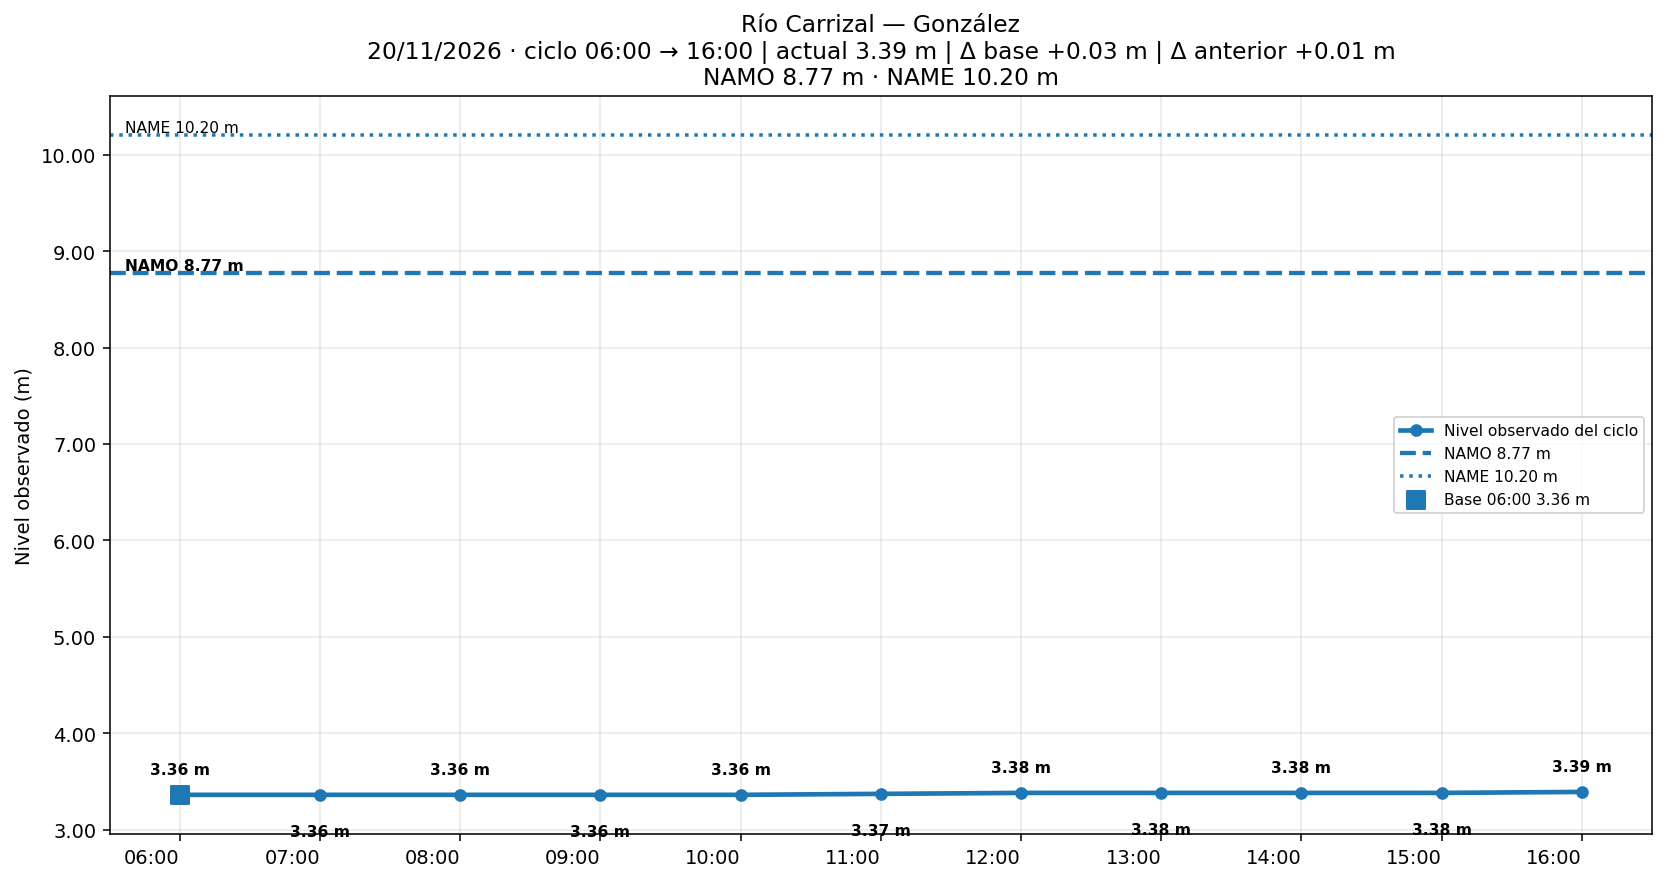 Río Carrizal — González
20/11/2026 · ciclo 06:00 → 16:00 | actual 3.39 m | Δ base +0.03 m | Δ anterior +0.01 m
NAMO 8.77 m · NAME 10.20 m
NAME 10.20 m
10.00
9.00
NAMO 8.77 m
8.00
7.00
6.00
5.00
4.00
3.00
Nivel observado (m)
Nivel observado del ciclo
NAMO 8.77 m
NAME 10.20 m
Base 06:00 3.36 m
3.36 m
3.36 m
3.36 m
3.38 m
3.38 m
3.39 m
3.36 m
3.36 m
3.37 m
3.38 m
3.38 m
06:00
07:00
08:00
09:00
10:00
11:00
12:00
13:00
14:00
15:00
16:00